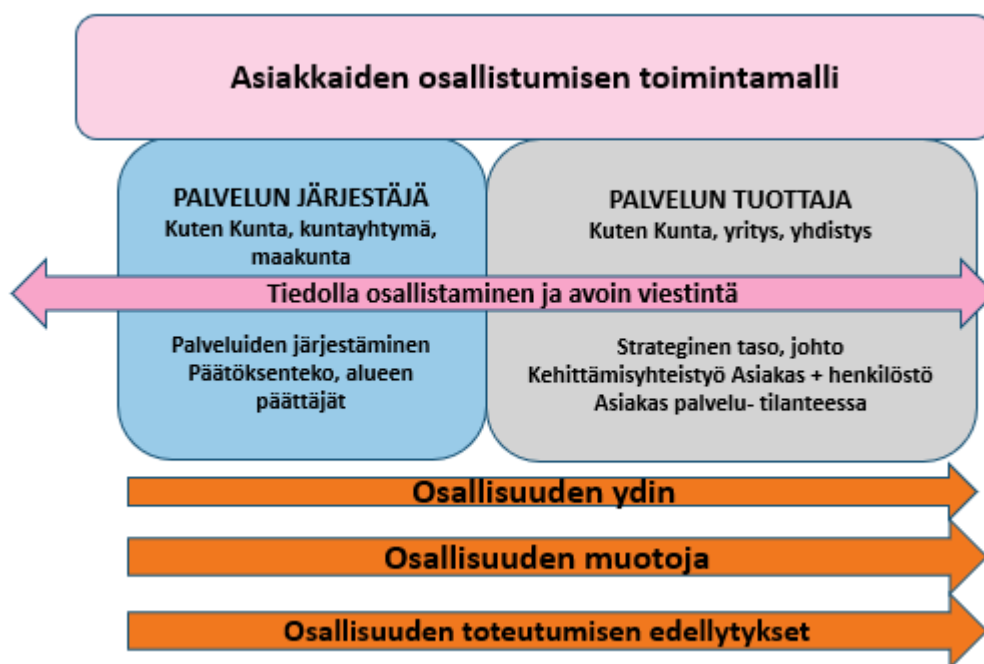 Asiakkaiden osallistumisen toimintamalli
PALVELUN JÄRJESTÄJÄ
Kuten Kunta, kuntayhtymä,
maakunta
PALVELUN TUOTTAJA
Kuten Kunta, yritys, yhdistys
Tiedolla osallistaminen ja avoin viestintä
Palveluiden järjestäminen
Päätöksenteko, alueen
päättäjät
Strateginen taso, johto
Kehittämisyhteistyö Asiakas + henkilöstö
Asiakas palvelu- tilanteessa
Osallisuuden ydin
Osallisuuden muotoja
Osallisuuden toteutumisen edellytykset